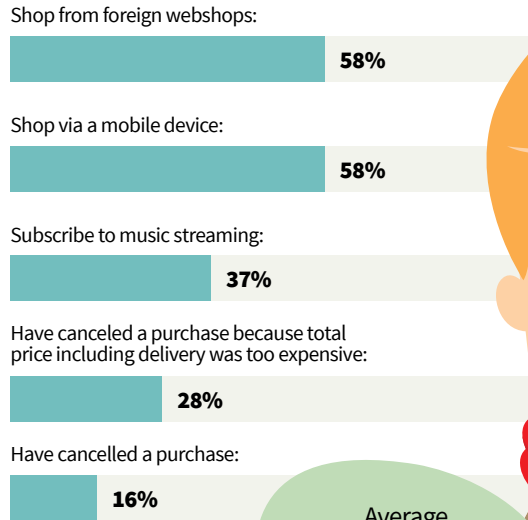 Shop from foreign webshops:
58%
Shop via a mobile device:
58%
Subscribe to music streaming:
37%
Have canceled a purchase because total
price including delivery was too expensive:
28%
Have cancelled a purchase:
16%
Average